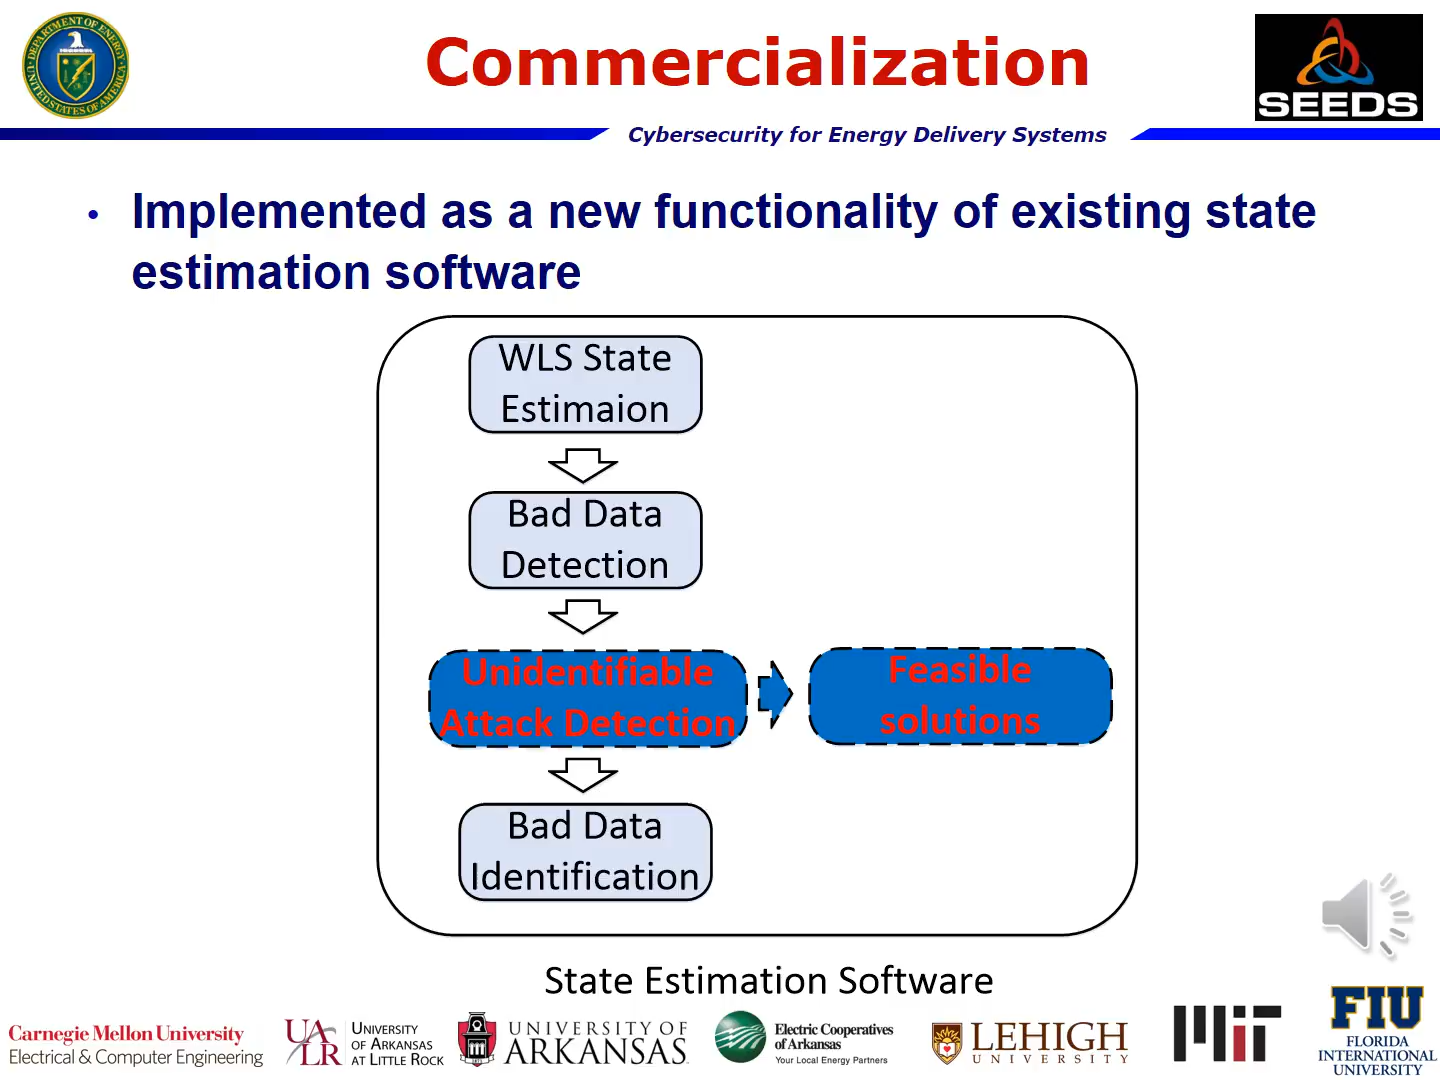 Commercialization
SEEDS
Cybersecurity for Energy Delivery Systems
• Implemented as a new functionality of existing state
estimation software
WLS State
Estimaion
Bad Data
Detection
Unidentifiable
Attack Detection
Feasible
solutions
Bad Data
Identification
State Estimation Software
Carnegie Mellon University
Electrical & Computer Engineering
UALR
UNIVERSITY
OF ARKANSAS
AT LITTLE ROCK
UNIVERSITY OF
ARKANSAS
Electric Cooperatives
of Arkansas
Your Local Energy Partners
LEHIGH
UNIVERSITY
MIT
FIU
FLORIDA
INTERNATIONAL
UNIVERSITY